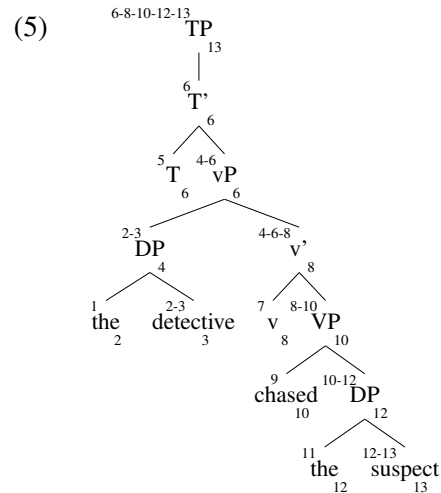 (5)
6-8-10-12-13 TP 13
6 T’ 6
5 T 6 4-6 vP 6
2-3 DP 4 4-6-8 v’ 8
1 the 2 2-3 detective 3 7 v 8 8-10 VP 10
9 chased 10 10-12 DP 12
11 the 12 12-13 suspect 13